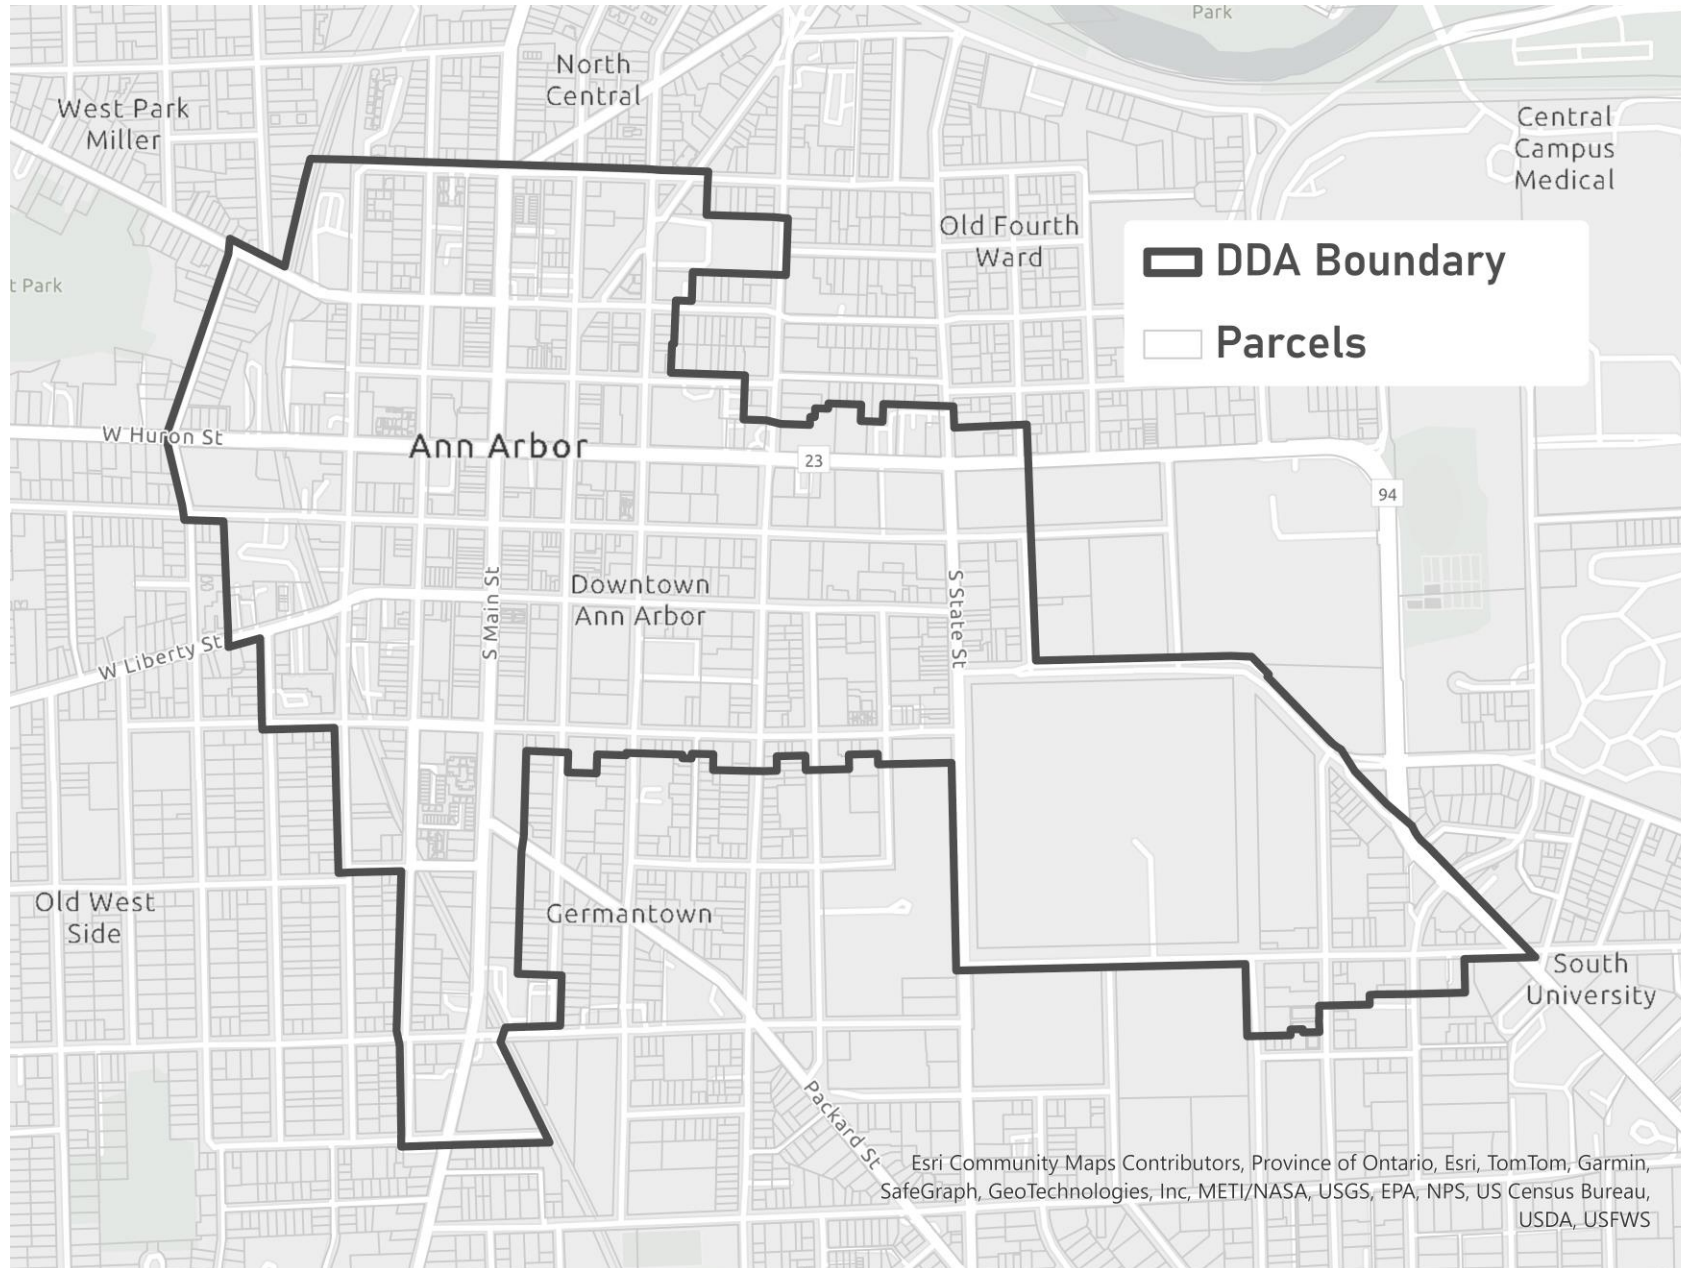 Park
North
Central
West Park
Miller
Central
Campus
Medical
Old Fourth
Ward
DDA Boundary
t Park
Parcels
W Huron St
Ann Arbor
23
94
Downtown
Ann Arbor
S Main St
S State St
W Liberty St
Old West
Side
Germantown
South
University
Packard St
Esri Community Maps Contributors, Province of Ontario, Esri, TomTom, Garmin,
SafeGraph, GeoTechnologies, Inc, METI/NASA, USGS, EPA, NPS, US Census Bureau,
USDA, USFWS